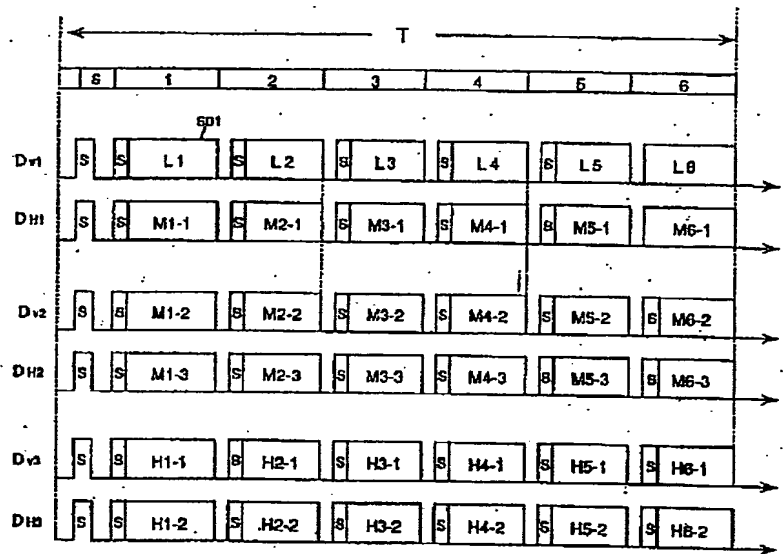 T
S 1 2 3 4 5 6
601
Dv1 S S L1 S L2 S L3 S L4 S L5 L6
DH1 S S M1-1 S M2-1 S M3-1 S M4-1 S M5-1 M6-1
Dv2 S S M1-2 S M2-2 S M3-2 S M4-2 S M5-2 S M6-2
DH2 S S M1-3 S M2-3 S M3-3 S M4-3 S M5-3 S M6-3
Dv3 S S H1-1 S H2-1 S H3-1 S H4-1 S H5-1 S H6-1
DH3 S S H1-2 S H2-2 S H3-2 S H4-2 S H5-2 S H6-2